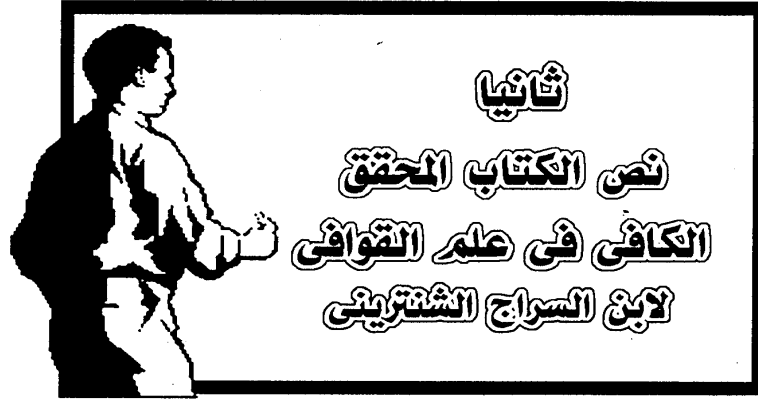 ثانيا
نص الكتاب المحقق
الكافى فى علم القوافى
لابن السراج الشنترينى